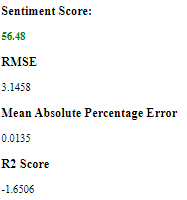 Sentiment Score:
56.48
RMSE
3.1458
Mean Absolute Percentage Error
0.0135
R2 Score
-1.6506